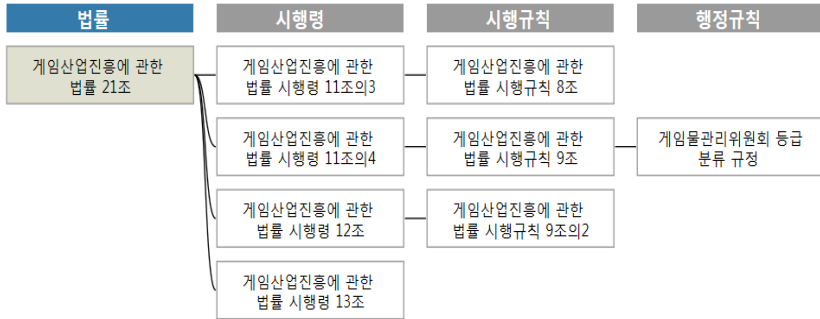 법률 시행령 시행규칙 행정규칙
게임산업진흥에 관한
법률 21조
게임산업진흥에 관한
법률 시행령 11조의3
게임산업진흥에 관한
법률 시행규칙 8조
게임산업진흥에 관한
법률 시행령 11조의4
게임산업진흥에 관한
법률 시행규칙 9조
게임물관리위원회 등급
분류 규정
게임산업진흥에 관한
법률 시행령 12조
게임산업진흥에 관한
법률 시행규칙 9조의2
게임산업진흥에 관한
법률 시행령 13조